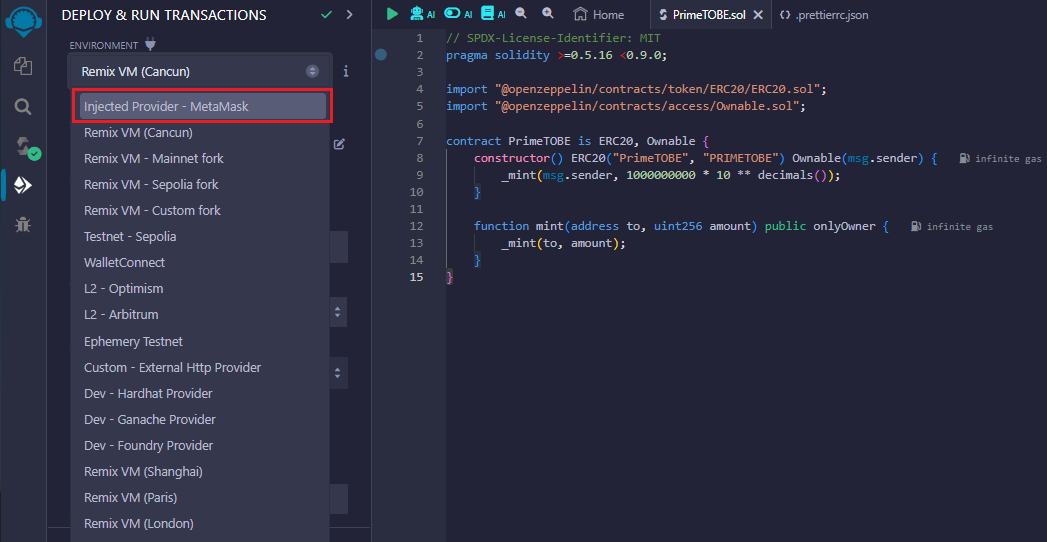 DEPLOY & RUN TRANSACTIONS
ENVIRONMENT
Remix VM (Cancun)
i
Injected Provider - MetaMask
Remix VM (Cancun)
Remix VM - Mainnet fork
Remix VM - Sepolia fork
Remix VM - Custom fork
Testnet - Sepolia
WalletConnect
L2 - Optimism
L2 - Arbitrum
Ephemery Testnet
Custom - External Http Provider
Dev - Hardhat Provider
Dev - Ganache Provider
Dev - Foundry Provider
Remix VM (Shanghai)
Remix VM (Paris)
Remix VM (London)
AI AI AI Home PrimeTOBE.sol {} .prettierrc.json
1 // SPDX-License-Identifier: MIT
2 pragma solidity >=0.5.16 <0.9.0;
3
4 import "@openzeppelin/contracts/token/ERC20/ERC20.sol";
5 import "@openzeppelin/contracts/access/Ownable.sol";
6
7 contract PrimeTOBE is ERC20, Ownable {
8 constructor() ERC20("PrimeTOBE", "PRIMETOBE") Ownable(msg.sender) { infinite gas
9 _mint(msg.sender, 1000000000 * 10 ** decimals());
10 }
11
12 function mint(address to, uint256 amount) public onlyOwner { infinite gas
13 _mint(to, amount);
14 }
15 }